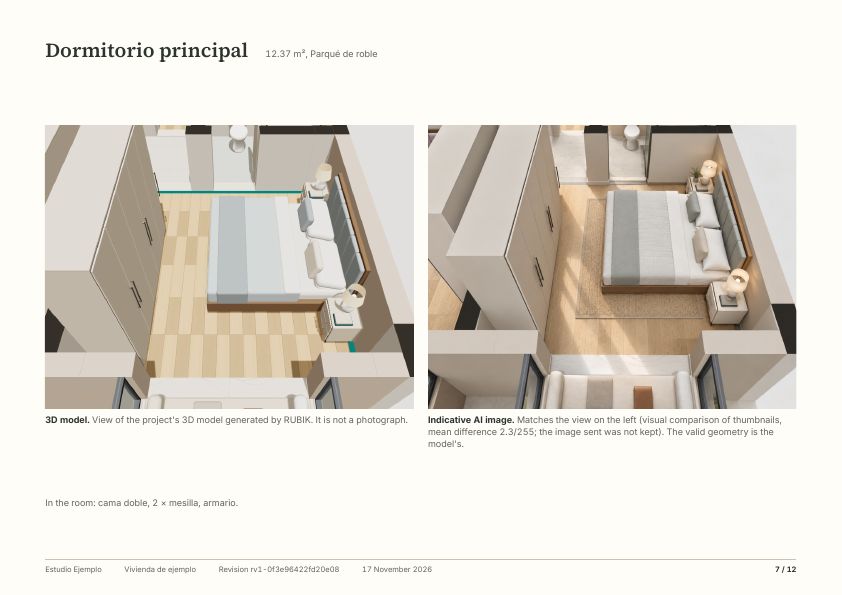 Dormitorio principal 12.37 m², Parqué de roble
3D model. View of the project's 3D model generated by RUBIK. It is not a photograph.
Indicative AI image. Matches the view on the left (visual comparison of thumbnails,
mean difference 2.3/255; the image sent was not kept). The valid geometry is the
model's.
In the room: cama doble, 2 × mesilla, armario.
Estudio Ejemplo Vivienda de ejemplo Revision rv1-0f3e96422fd20e08 17 November 2026 7 / 12